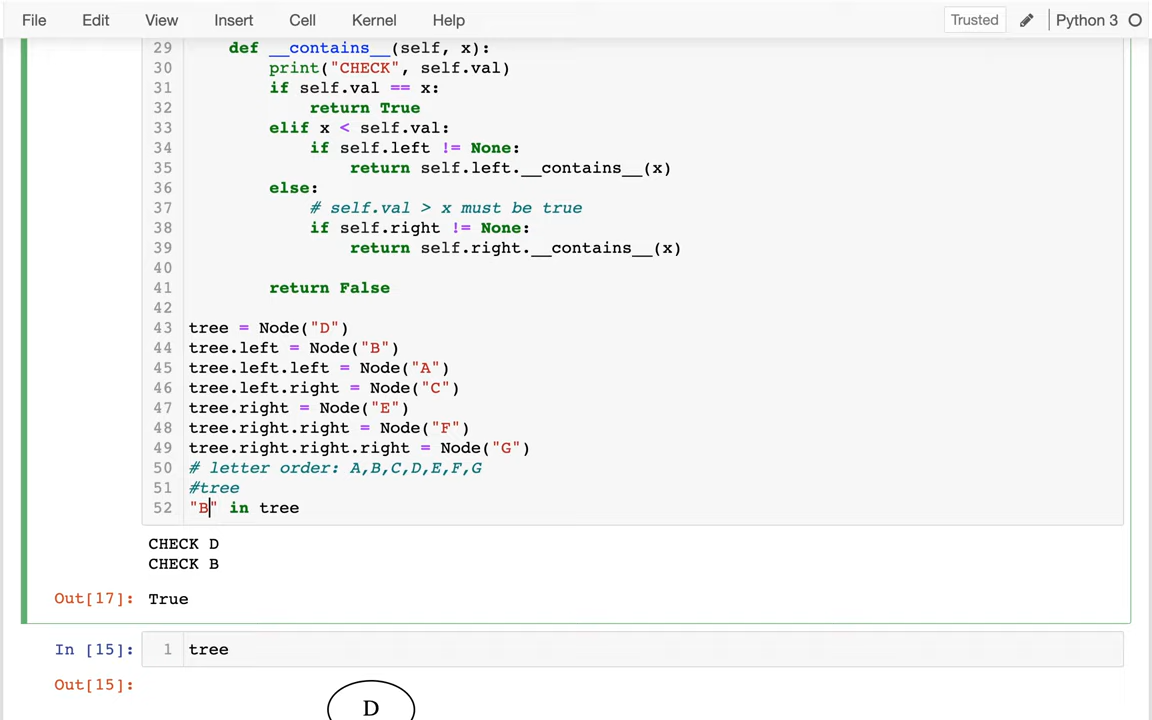 File Edit View Insert Cell Kernel Help Trusted Python 3
29 def __contains__(self, x):
30 print("CHECK", self.val)
31 if self.val == x:
32 return True
33 elif x < self.val:
34 if self.left != None:
35 return self.left.__contains__(x)
36 else:
37 # self.val > x must be true
38 if self.right != None:
39 return self.right.__contains__(x)
40
41 return False
42
43 tree = Node("D")
44 tree.left = Node("B")
45 tree.left.left = Node("A")
46 tree.left.right = Node("C")
47 tree.right = Node("E")
48 tree.right.right = Node("F")
49 tree.right.right.right = Node("G")
50 # letter order: A,B,C,D,E,F,G
51 #tree
52 "B" in tree
CHECK D
CHECK B
Out[17]: True
In [15]: 1 tree
Out[15]:
D